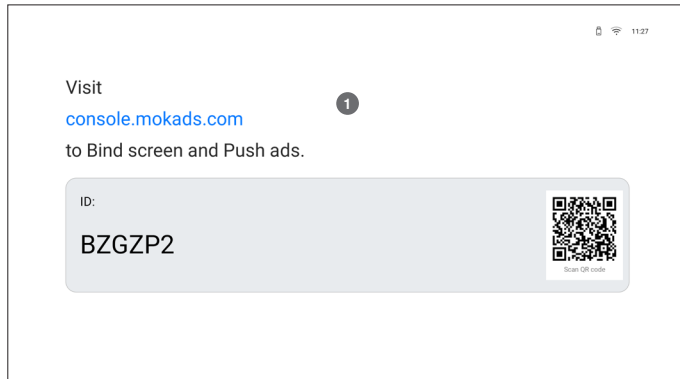 11:27
Visit
1
console.mokads.com
to Bind screen and Push ads.
ID:
BZGZP2
Scan QR code